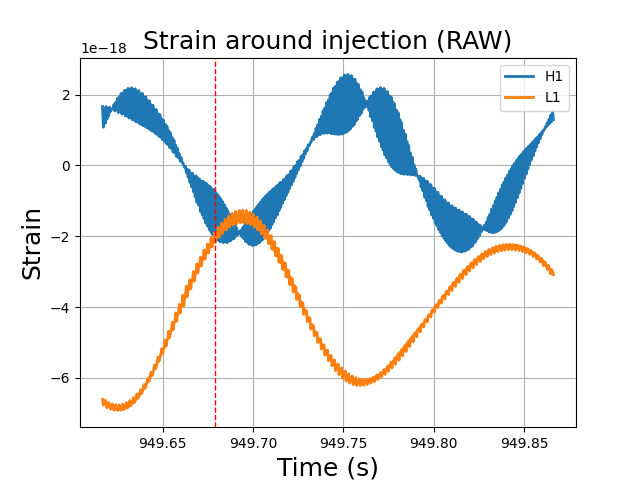 Strain around injection (RAW)
1e−18
H1
L1
2
0
−2
−4
−6
Strain
949.65 949.70 949.75 949.80 949.85
Time (s)